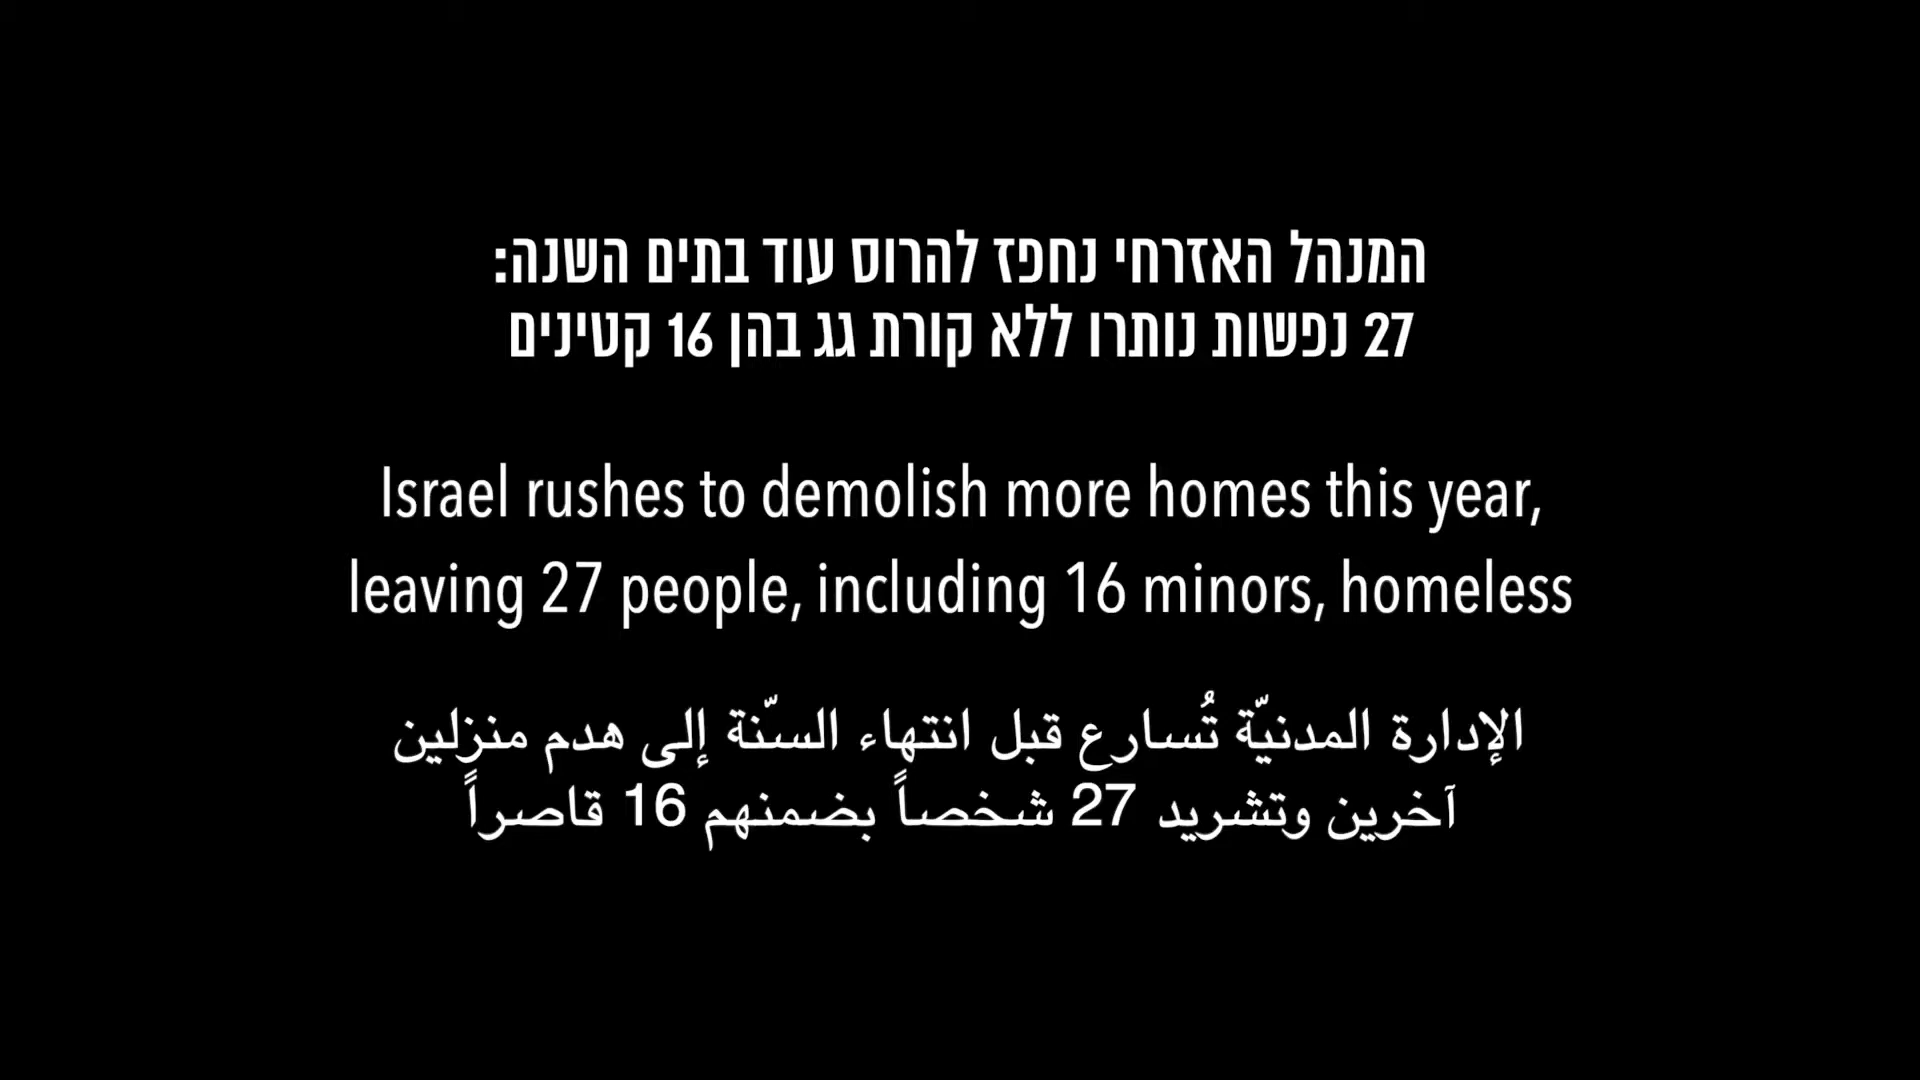 המנהל האזרחי נחפז להרוס עוד בתים השנה:
27 נפשות נותרו ללא קורת גג בהן 16 קטינים
Israel rushes to demolish more homes this year,
leaving 27 people, including 16 minors, homeless
الإدارة المدنيّة تُسارع قبل انتهاء السّنة إلى هدم منزلين
آخرين وتشريد 27 شخصاً بضمنهم 16 قاصراً